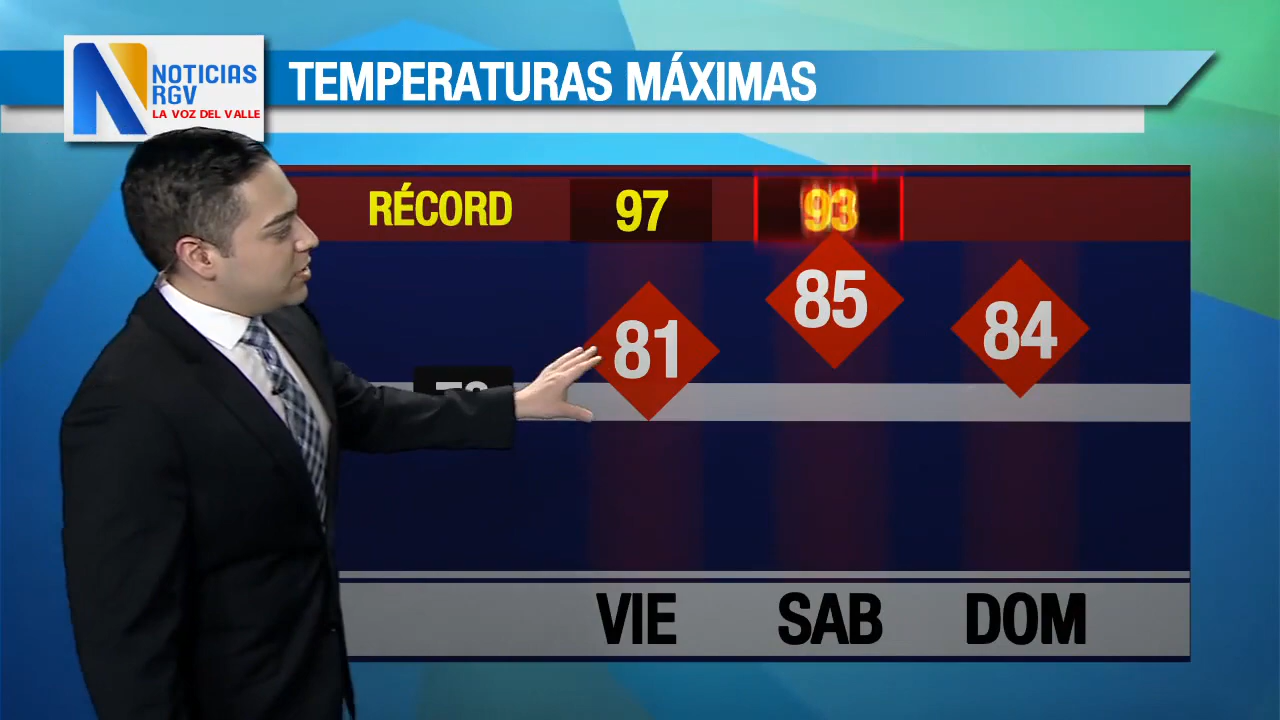 NOTICIAS
RGV
LA VOZ DEL VALLE
TEMPERATURAS MÁXIMAS
RÉCORD 97 93
81 85 84
VIE SAB DOM